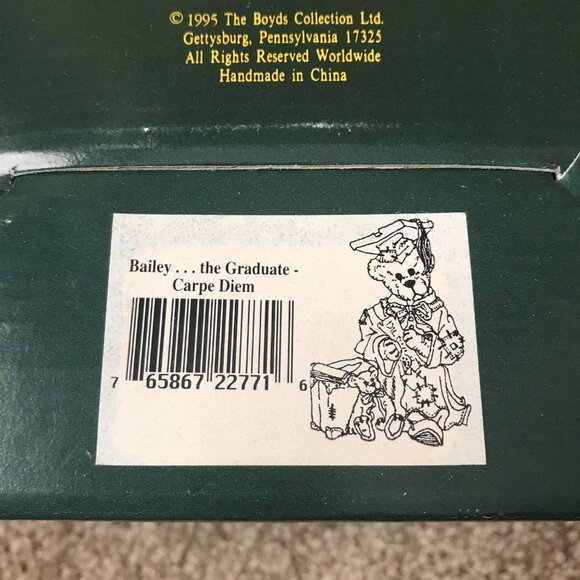 © 1995 The Boyds Collection Ltd.
Gettysburg, Pennsylvania 17325
All Rights Reserved Worldwide
Handmade in China
Bailey . . . the Graduate -
Carpe Diem
7 65867 22771 6